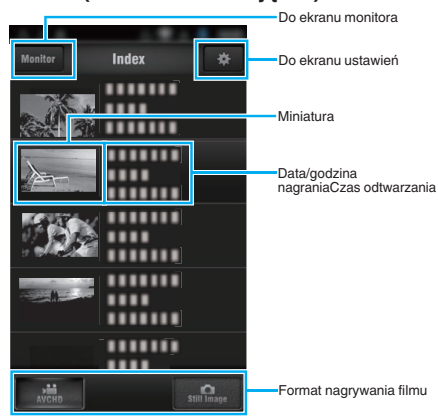 Do ekranu monitora
Monitor
Index
Do ekranu ustawień
Miniatura
Data/godzina
nagraniaCzas odtwarzania
AVCHD
Still Image
Format nagrywania filmu